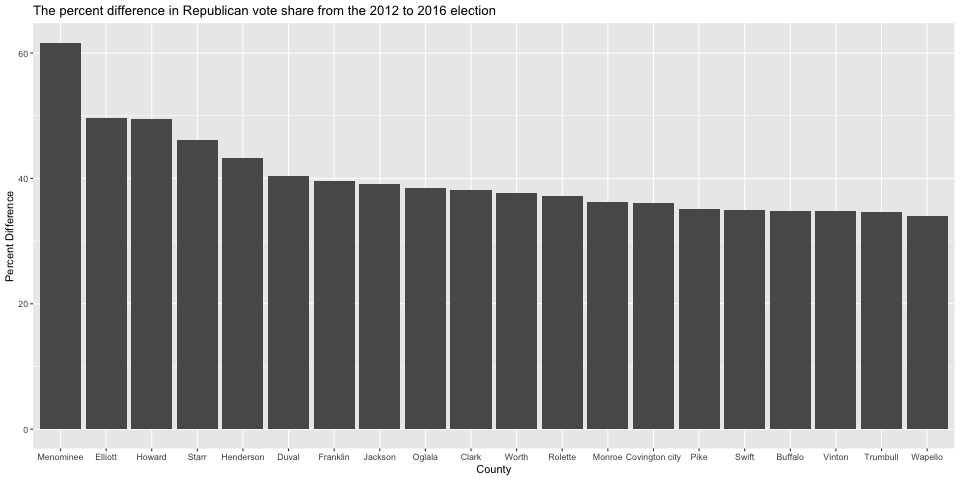 The percent difference in Republican vote share from the 2012 to 2016 election
60
40
20
0
Percent Difference
Menominee Elliott Howard Starr Henderson Duval Franklin Jackson Oglala Clark Worth Rolette Monroe Covington city Pike Swift Buffalo Vinton Trumbull Wapello
County